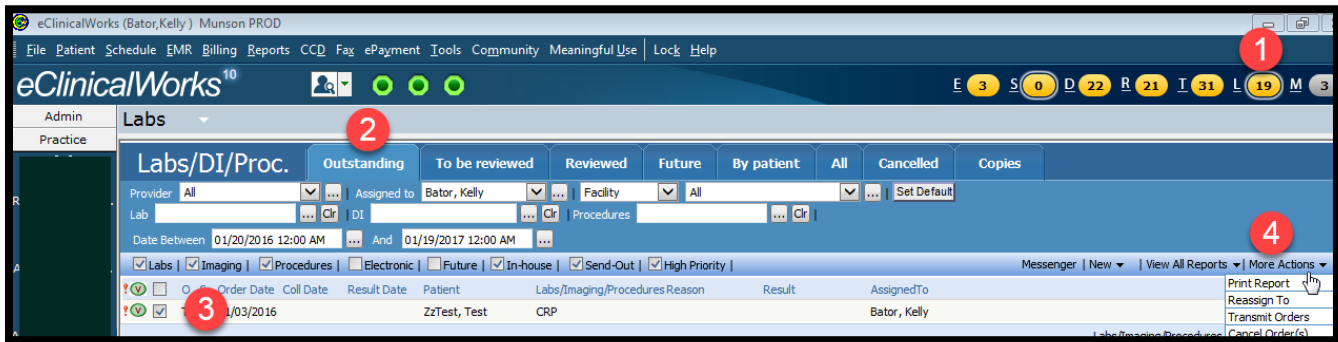 eClinicalWorks (Bator,Kelly ) Munson PROD
File Patient Schedule EMR Billing Reports CCD Fax ePayment Tools Community Meaningful Use | Lock Help
1
eClinicalWorks 10 E 3 S 0 D 22 R 21 T 31 L 19 M 3
Admin Labs
2
Practice
Labs/DI/Proc. Outstanding To be reviewed Reviewed Future By patient All Cancelled Copies
Provider All ... | Assigned to Bator, Kelly ... | Facility All ... | Set Default
Lab ... Clr | DI ... Clr | Procedures ... Clr |
Date Between 01/20/2016 12:00 AM ... And 01/19/2017 12:00 AM ...
4
Labs | Imaging | Procedures | Electronic | Future | In-house | Send-Out | High Priority | Messenger | New | View All Reports | More Actions
! V O S Order Date Coll Date Result Date Patient Labs/Imaging/Procedures Reason Result AssignedTo Print Report
Reassign To
! V T 3 1/03/2016 ZzTest, Test CRP Bator, Kelly
Transmit Orders
Labs/Imaging/Procedures Cancel Order(s)